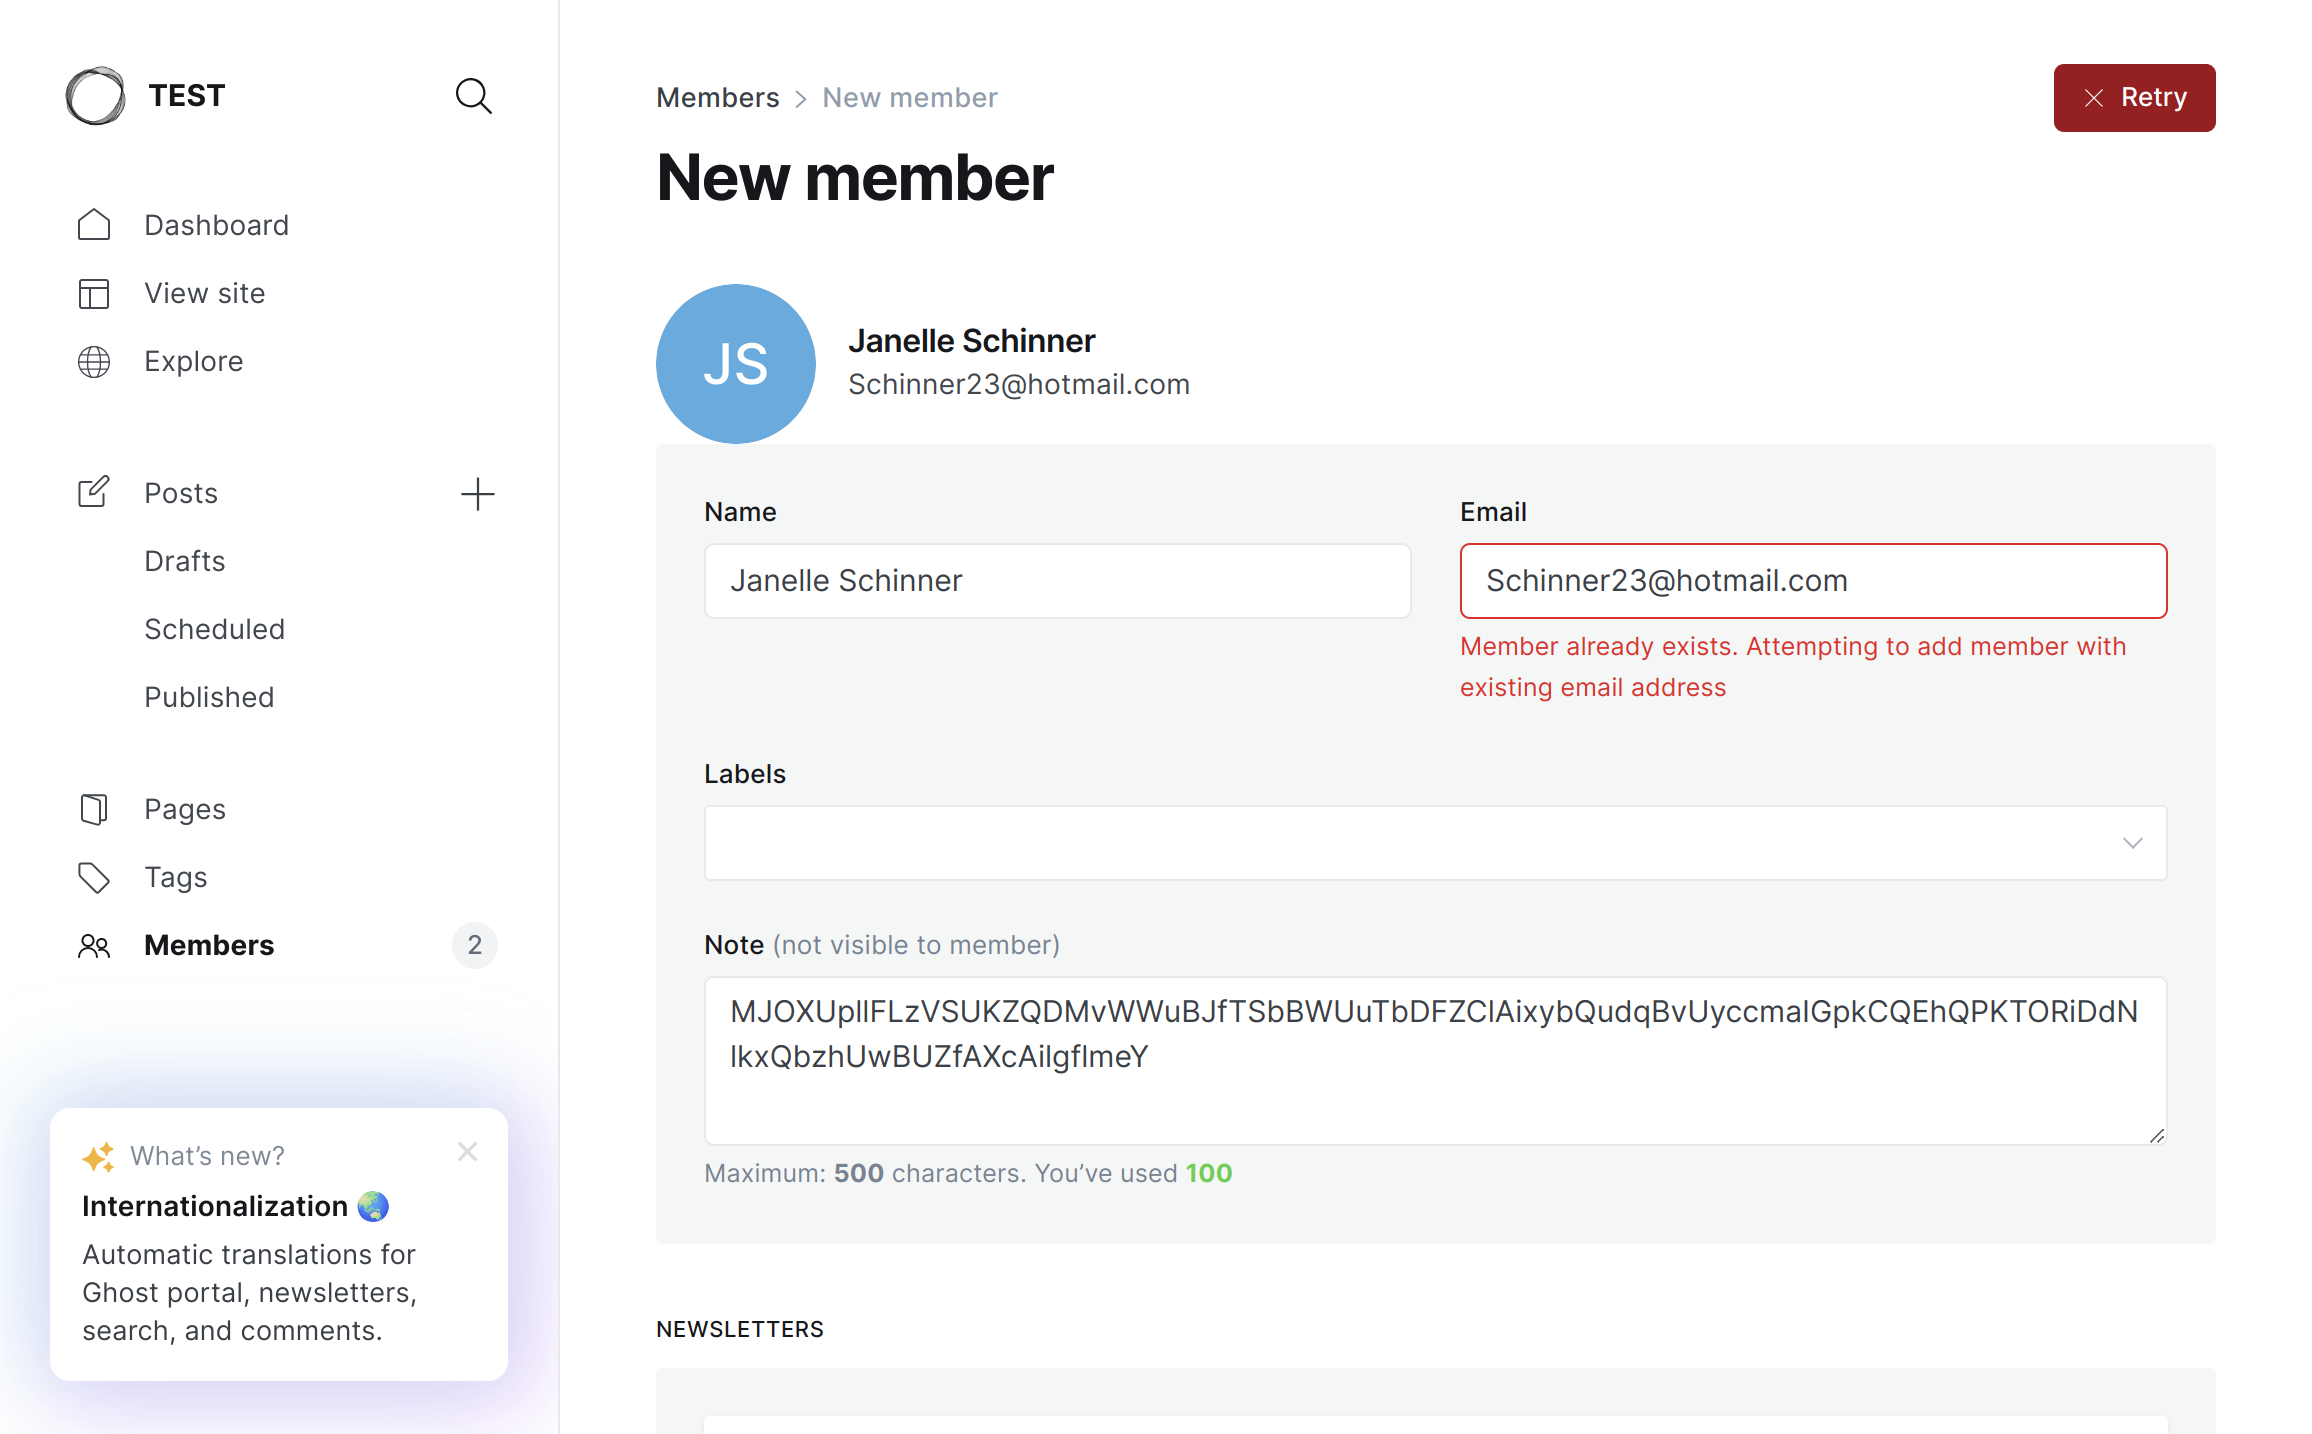 TEST
Dashboard
View site
Explore
Posts
Drafts
Scheduled
Published
Pages
Tags
Members 2
What’s new?
Internationalization 🌏
Automatic translations for
Ghost portal, newsletters,
search, and comments.
Members > New member
Retry
New member
JS
Janelle Schinner
Schinner23@hotmail.com
Name
Janelle Schinner
Email
Schinner23@hotmail.com
Member already exists. Attempting to add member with
existing email address
Labels
Note (not visible to member)
MJOXUpIlFLzVSUKZQDMvWWuBJfTSbBWUuTbDFZClAixybQudqBvUyccmaIGpkCQEhQPKTORiDdN
lkxQbzhUwBUZfAXcAilgflmeY
Maximum: 500 characters. You’ve used 100
NEWSLETTERS